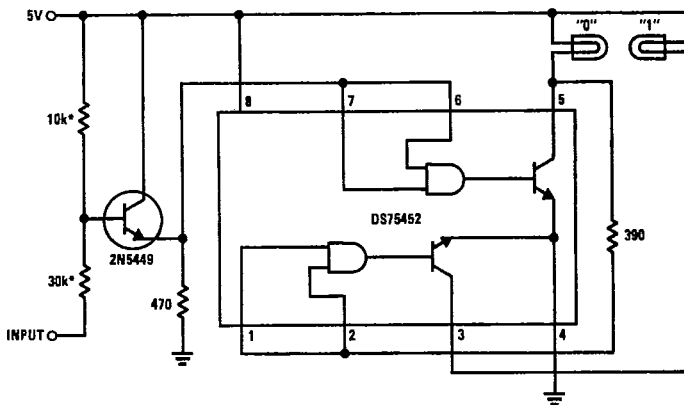 5V
"0" "1"
8 7 6 5
10k*
DS75452
2N5449
390
30k*
470
INPUT
1 2 3 4